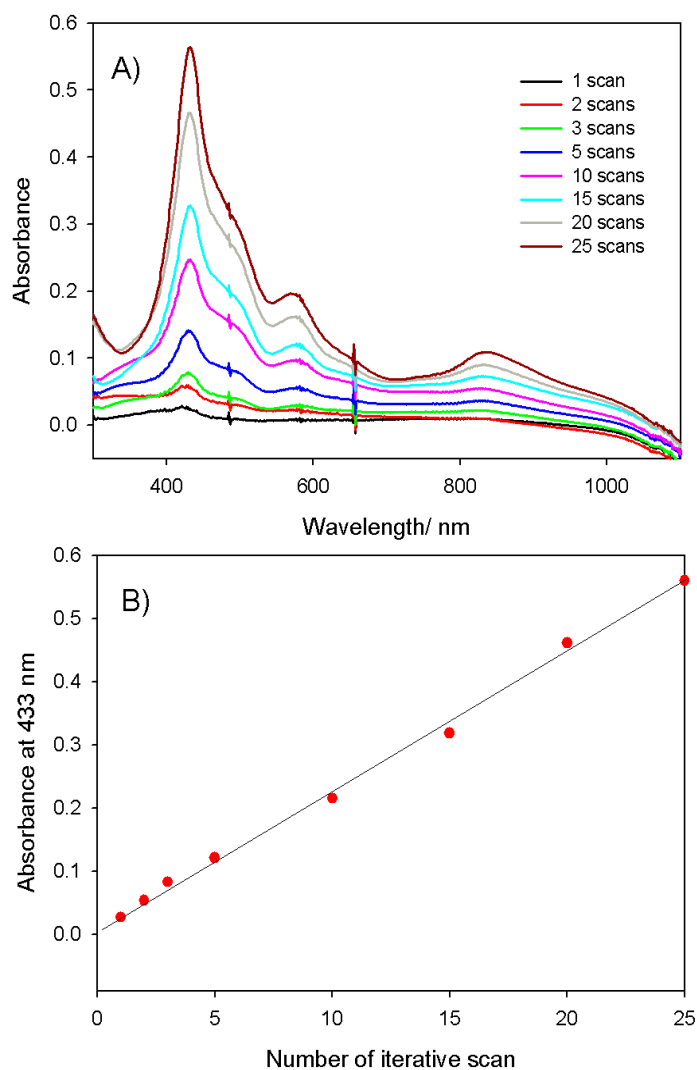 0.6
A)
0.5
0.4
0.3
0.2
0.1
0.0
Absorbance
1 scan
2 scans
3 scans
5 scans
10 scans
15 scans
20 scans
25 scans
400 600 800 1000
Wavelength/ nm
0.6
B)
0.5
0.4
0.3
0.2
0.1
0.0
Absorbance at 433 nm
0 5 10 15 20 25
Number of iterative scan